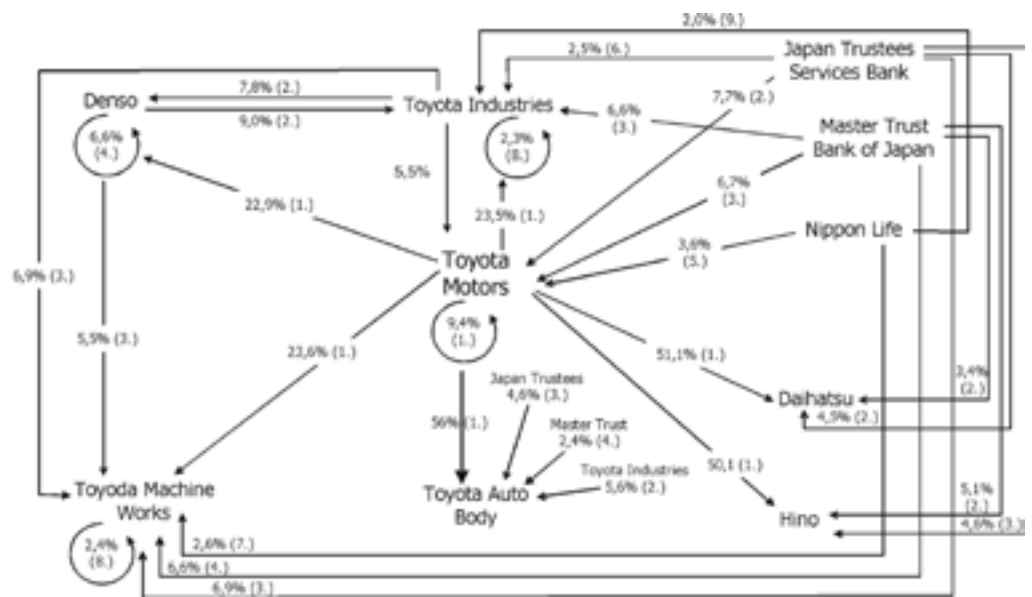 2,0% (9.)
2,5% (6.)
Japan Trustees
Services Bank
7,8% (2.)
Denso
Toyota Industries
7,7% (2.)
9,0% (2.)
6,6%
(3.)
6,6%
(4.)
2,3%
(8.)
Master Trust
Bank of Japan
5,5%
6,7%
(3.)
22,9% (1.)
23,5% (1.)
Nippon Life
Toyota
Motors
3,6%
(5.)
6,9% (3.)
9,4%
(1.)
5,5% (3.)
23,6% (1.)
51,1% (1.)
Japan Trustees
4,6% (3.)
3,4%
(2.)
Daihatsu
4,5% (2.)
56% (1.)
Master Trust
2,4% (4.)
Toyota Industries
5,6% (2.)
50,1 (1.)
Toyoda Machine
Works
Toyota Auto
Body
5,1%
(2.)
Hino
4,6% (3.)
2,4%
(8.)
2,6% (7.)
6,6% (4.)
6,9% (3.)